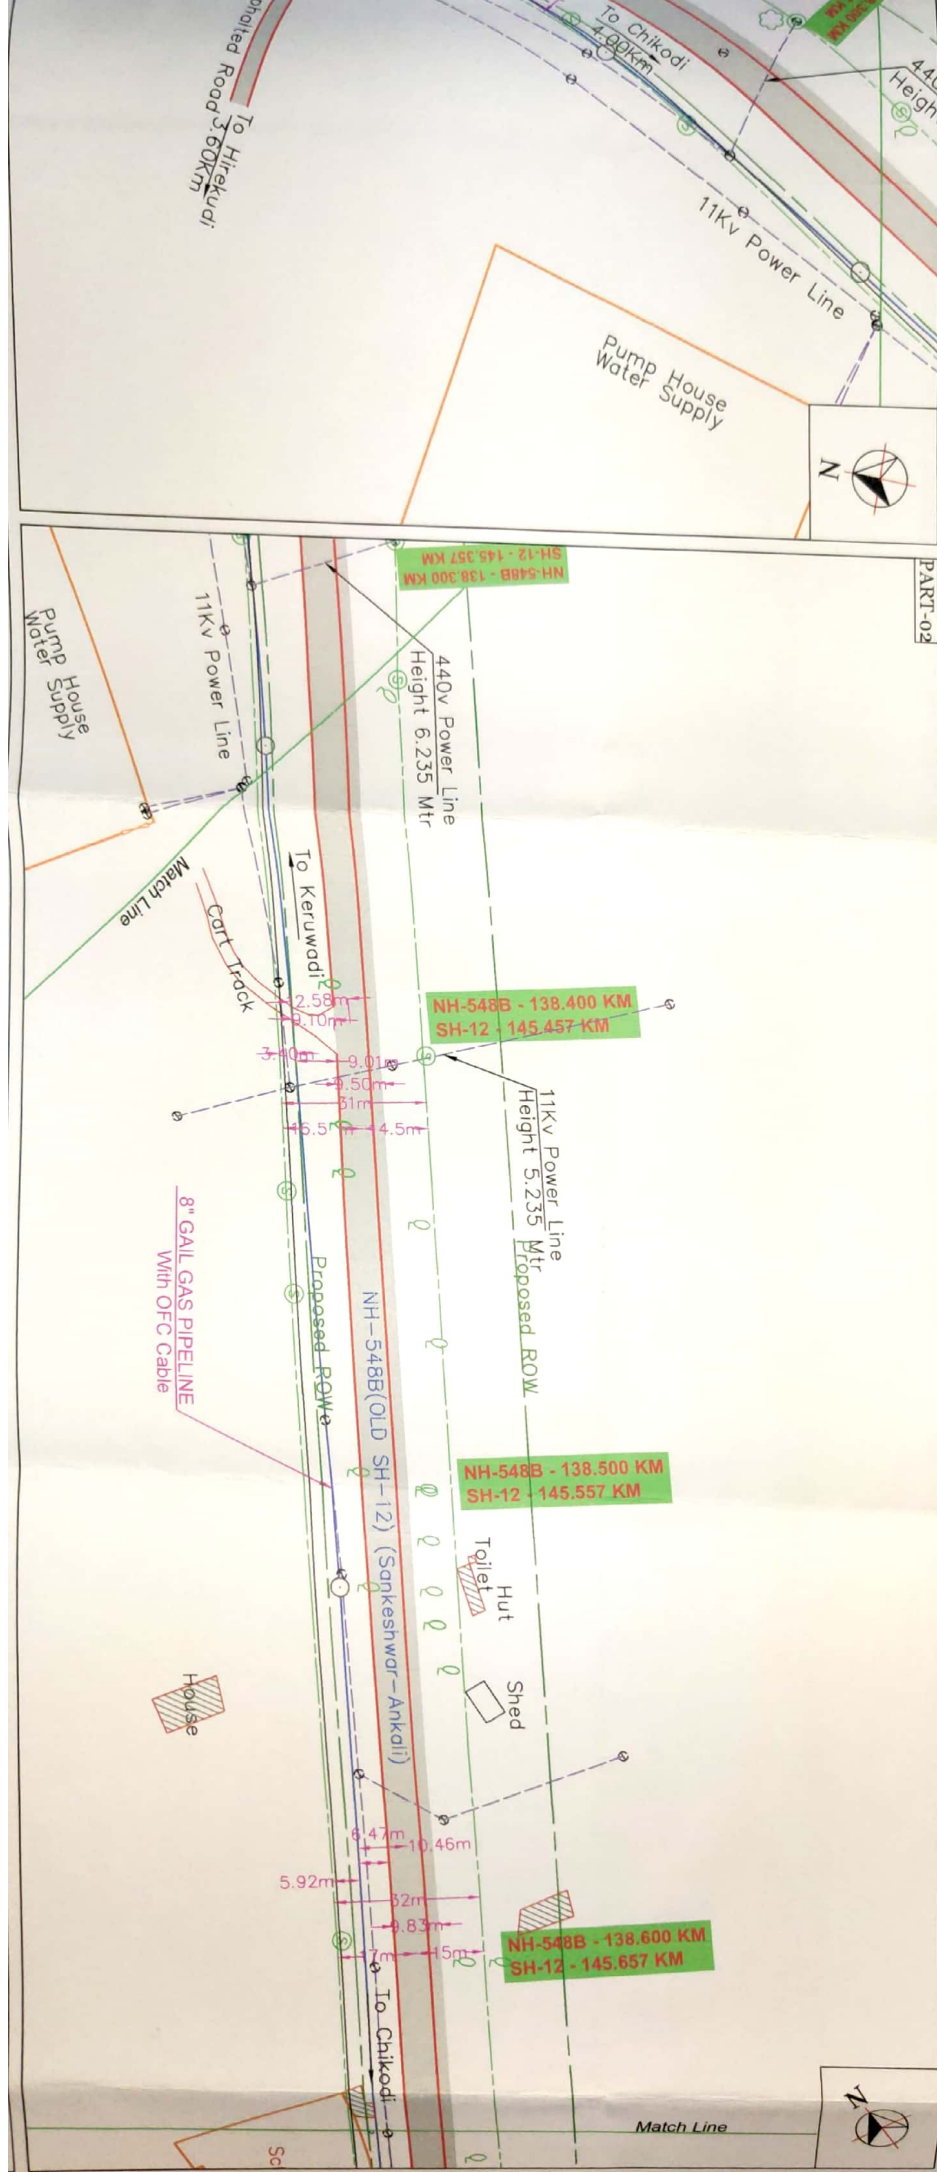 To Chikodi
4.00Km
To Hirekudi
3.60Km
11Kv Power Line
Pump House
Water Supply
N
PART-02
NH-548B - 138.300 KM
SH-12 - 145.357 KM
11Kv Power Line
440v Power Line
Height 6.235 Mtr
Pump House
Water Supply
Match Line
To Keruwadi
Cart Track
12.58m
9.10m
NH-548B - 138.400 KM
SH-12 - 145.457 KM
9.01m
9.50m
31m
14.5m
11Kv Power Line
Height 5.235 Mtr
Proposed ROW
8" GAIL GAS PIPELINE
With OFC Cable
Proposed ROW
NH-548B(OLD SH-12) (Sankeshwar-Ankali)
NH-548B - 138.500 KM
SH-12 - 145.557 KM
Toilet
Hut
Shed
House
6.47m
10.46m
5.92m
32m
9.83m
17m
15m
NH-548B - 138.600 KM
SH-12 - 145.657 KM
To Chikodi
Match Line
N